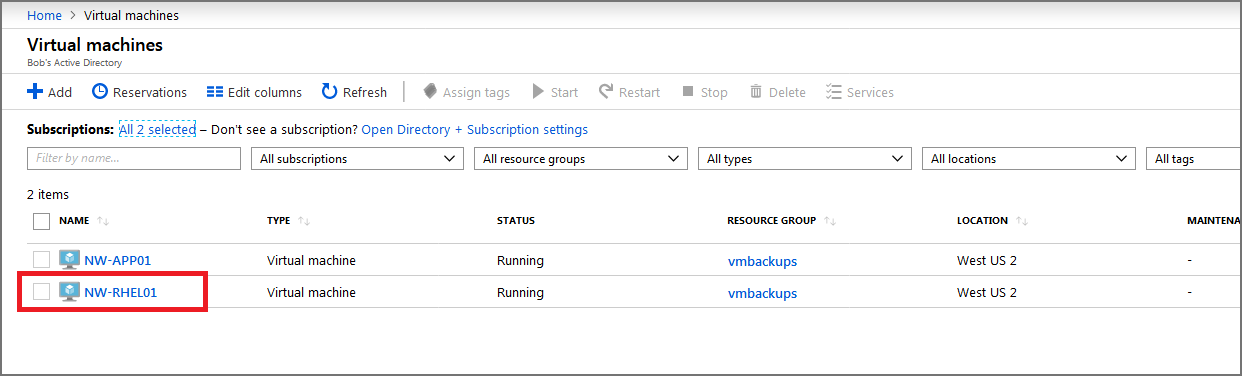 Home > Virtual machines
Virtual machines
Bob's Active Directory
Add Reservations Edit columns Refresh Assign tags Start Restart Stop Delete Services
Subscriptions: All 2 selected – Don't see a subscription? Open Directory + Subscription settings
Filter by name... All subscriptions All resource groups All types All locations All tags
2 items
NAME TYPE STATUS RESOURCE GROUP LOCATION MAINTENA
NW-APP01 Virtual machine Running vmbackups West US 2 -
NW-RHEL01 Virtual machine Running vmbackups West US 2 -